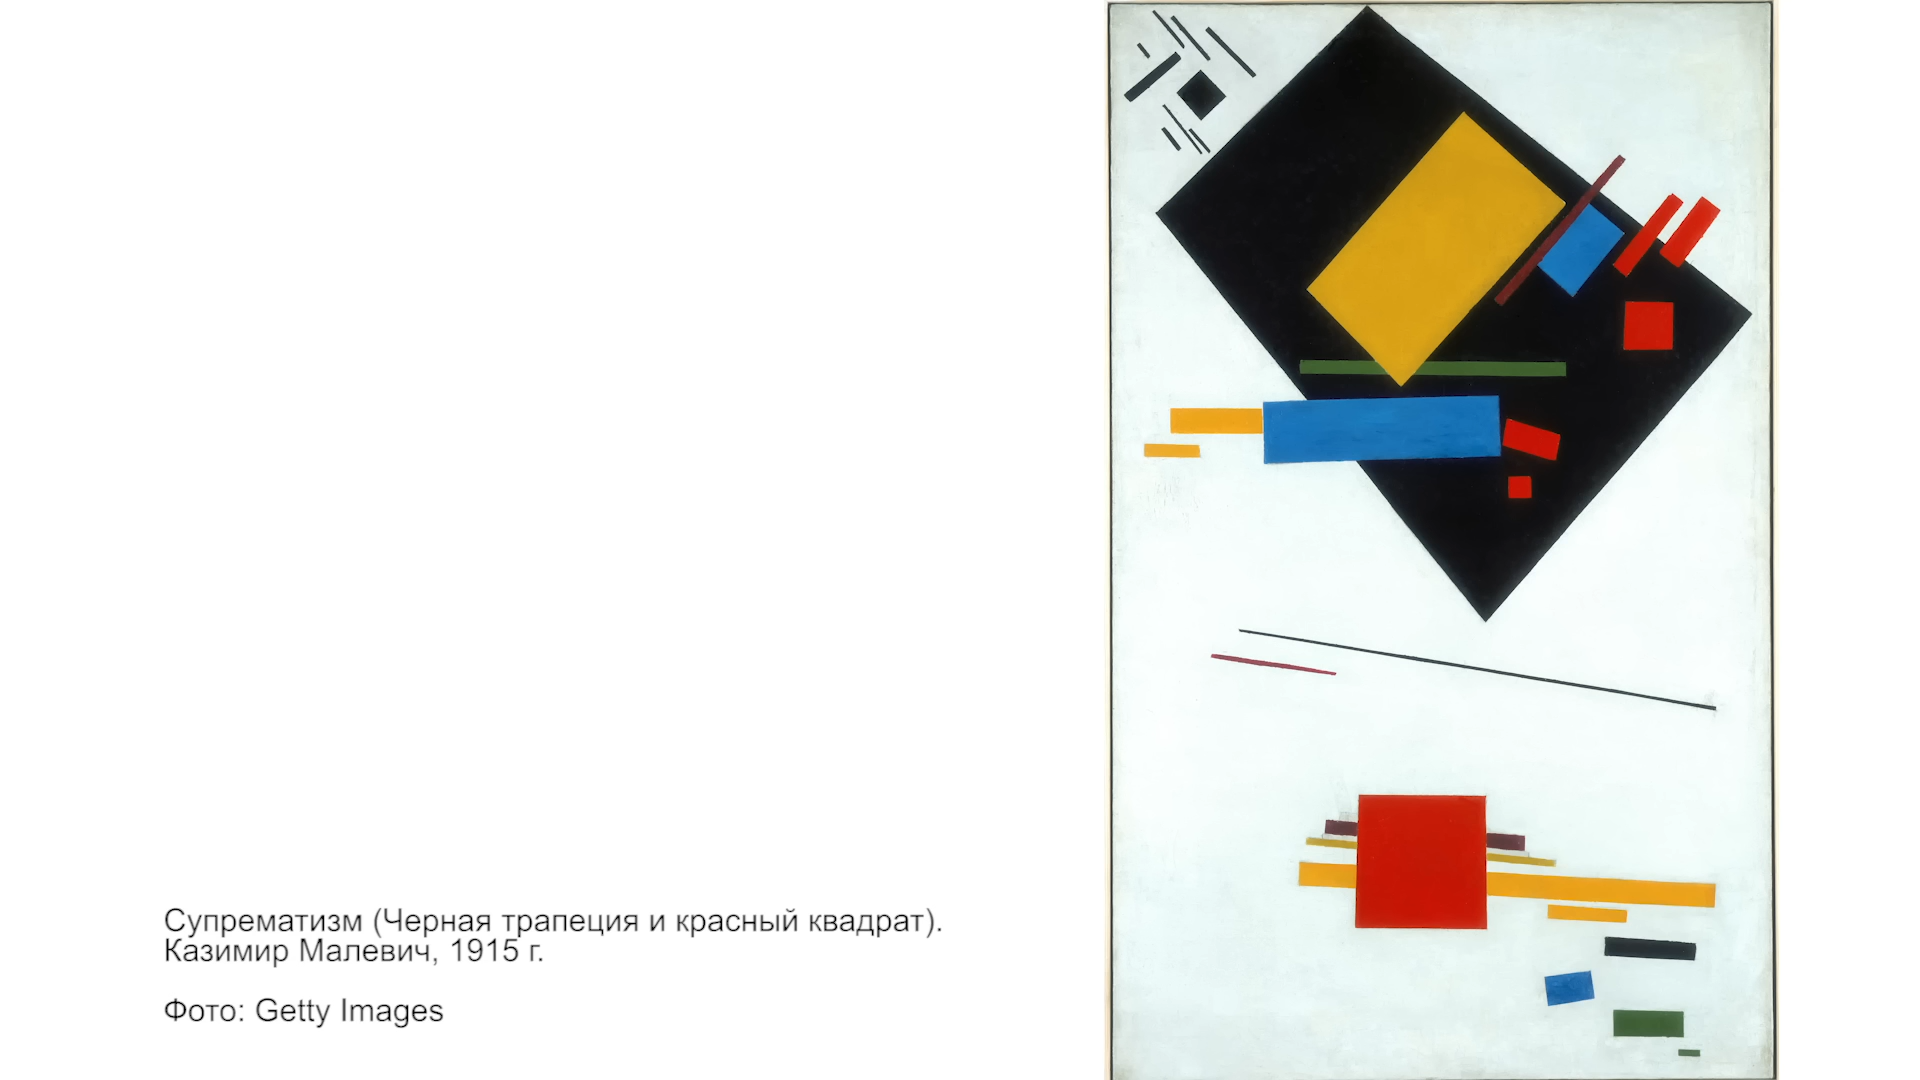 Супрематизм (Черная трапеция и красный квадрат).
Казимир Малевич, 1915 г.
Фото: Getty Images